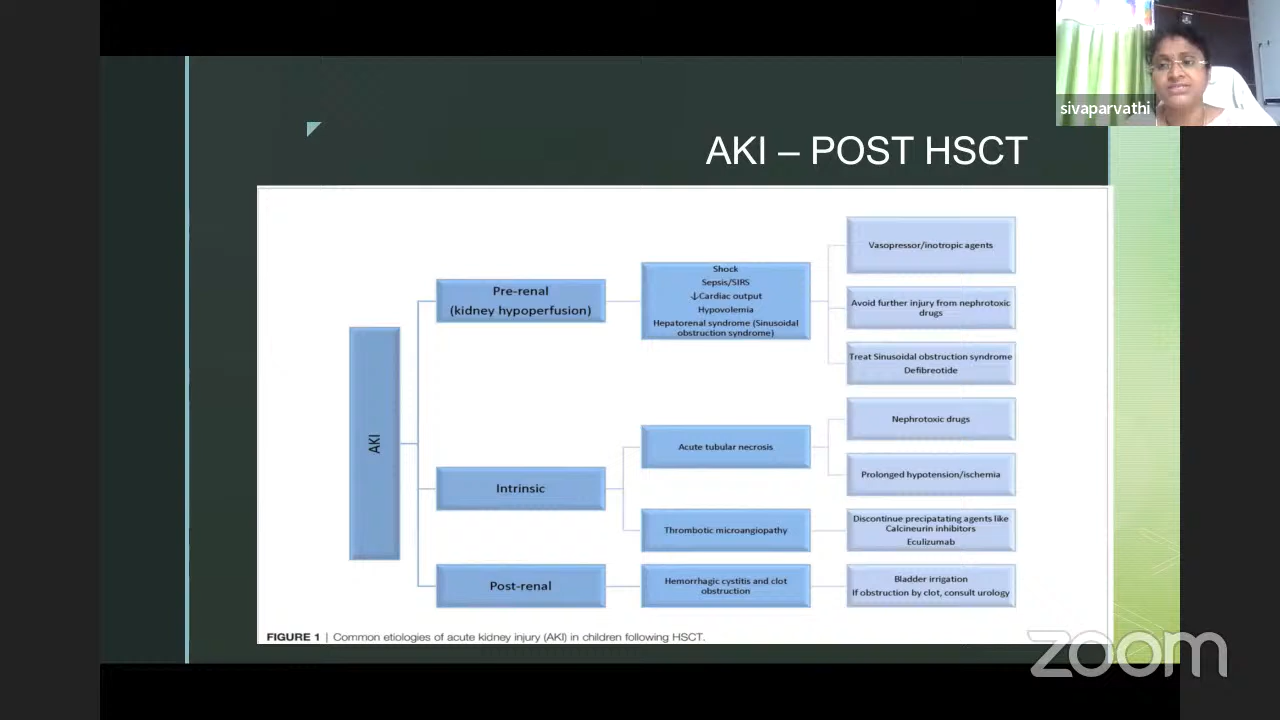 sivaparvathi
AKI – POST HSCT
AKI
Pre-renal
(kidney hypoperfusion)
Shock
Sepsis/SIRS
↓Cardiac output
Hypovolemia
Hepatorenal syndrome (Sinusoidal
obstruction syndrome)
Vasopressor/inotropic agents
Avoid further injury from nephrotoxic
drugs
Treat Sinusoidal obstruction syndrome
Defibreotide
Intrinsic
Acute tubular necrosis
Nephrotoxic drugs
Prolonged hypotension/ischemia
Thrombotic microangiopathy
Discontinue precipatating agents like
Calcineurin inhibitors
Eculizumab
Post-renal
Hemorrhagic cystitis and clot
obstruction
Bladder irrigation
If obstruction by clot, consult urology
FIGURE 1 | Common etiologies of acute kidney injury (AKI) in children following HSCT.
zoom